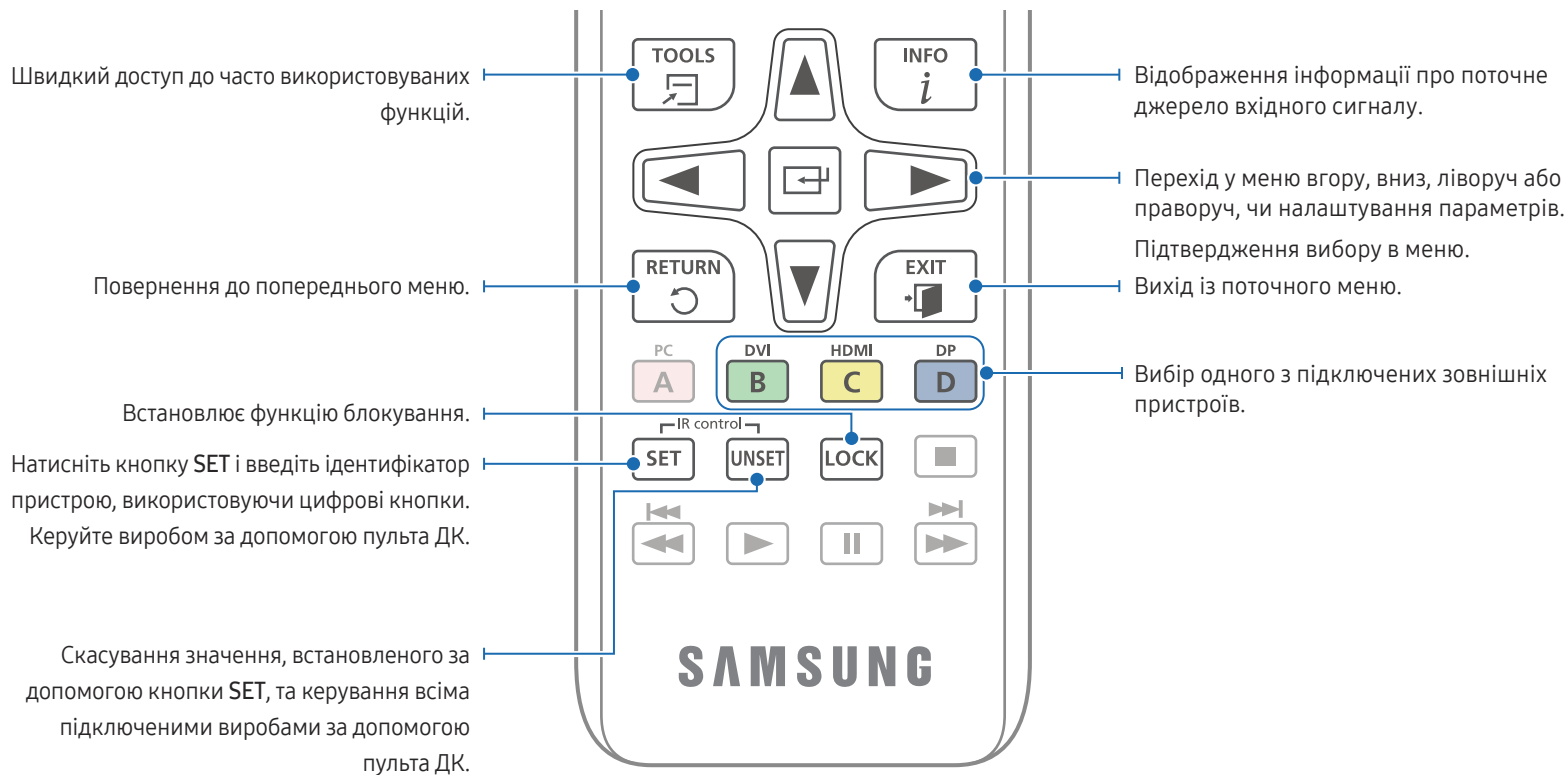 Швидкий доступ до часто використовуваних
функцій.
Повернення до попереднього меню.
Встановлює функцію блокування.
Натисніть кнопку SET і введіть ідентифікатор
пристрою, використовуючи цифрові кнопки.
Керуйте виробом за допомогою пульта ДК.
Скасування значення, встановленого за
допомогою кнопки SET, та керування всіма
підключеними виробами за допомогою
пульта ДК.
TOOLS
INFO
i
RETURN
EXIT
PC
DVI
HDMI
DP
A
B
C
D
IR control
SET
UNSET
LOCK
SAMSUNG
Відображення інформації про поточне
джерело вхідного сигналу.
Перехід у меню вгору, вниз, ліворуч або
праворуч, чи налаштування параметрів.
Підтвердження вибору в меню.
Вихід із поточного меню.
Вибір одного з підключених зовнішніх
пристроїв.